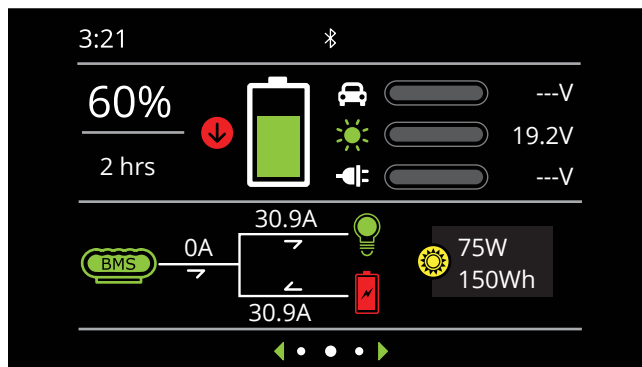 3:21
60%
2 hrs
---V
19.2V
---V
BMS
0A
30.9A
30.9A
75W
150Wh